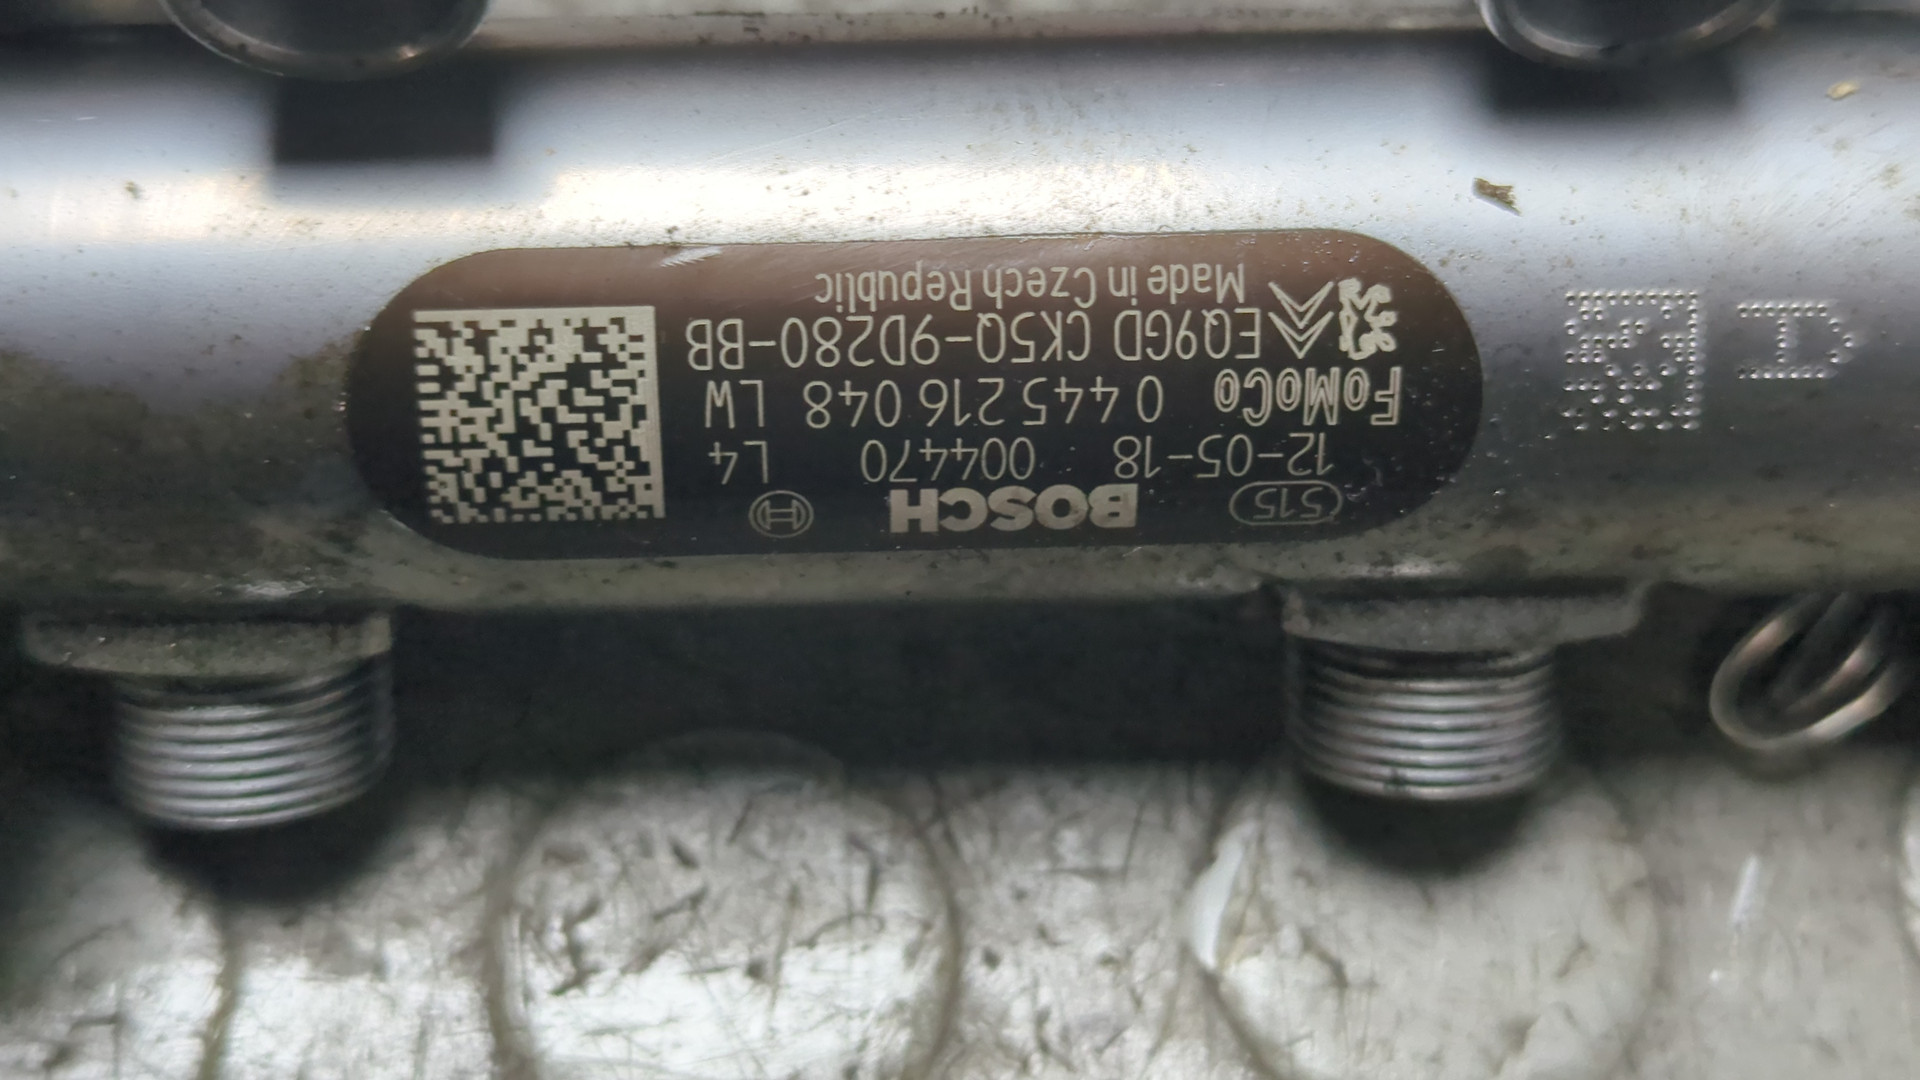 515 BOSCH
12-05-18 004470 L4
FoMoCo 0 445 216 048 LW
EQ9GD CK5Q-9D280-BB
Made in Czech Republic